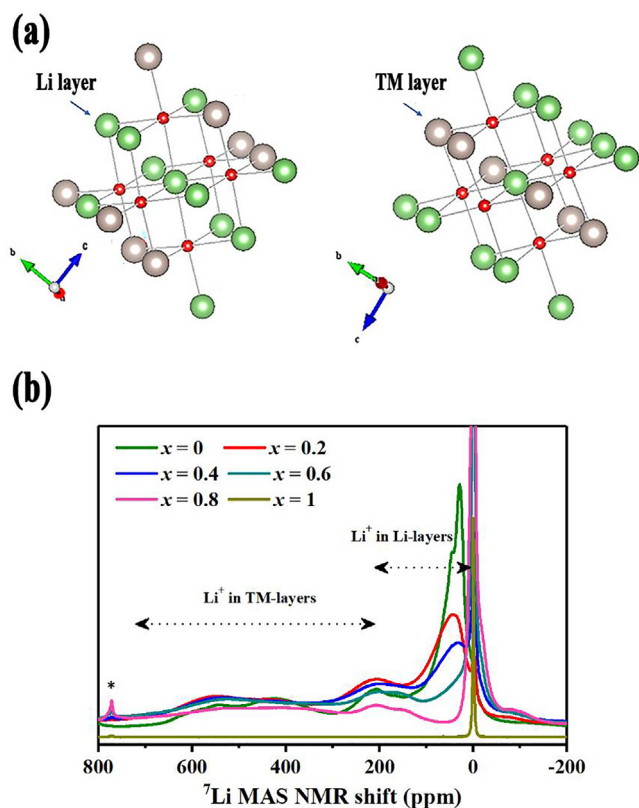 (a)
Li layer
TM layer
b
c
a
b
c
(b)
x = 0
x = 0.2
x = 0.4
x = 0.6
x = 0.8
x = 1
Li⁺ in Li-layers
Li⁺ in TM-layers
*
800 600 400 200 0 -200
⁷Li MAS NMR shift (ppm)